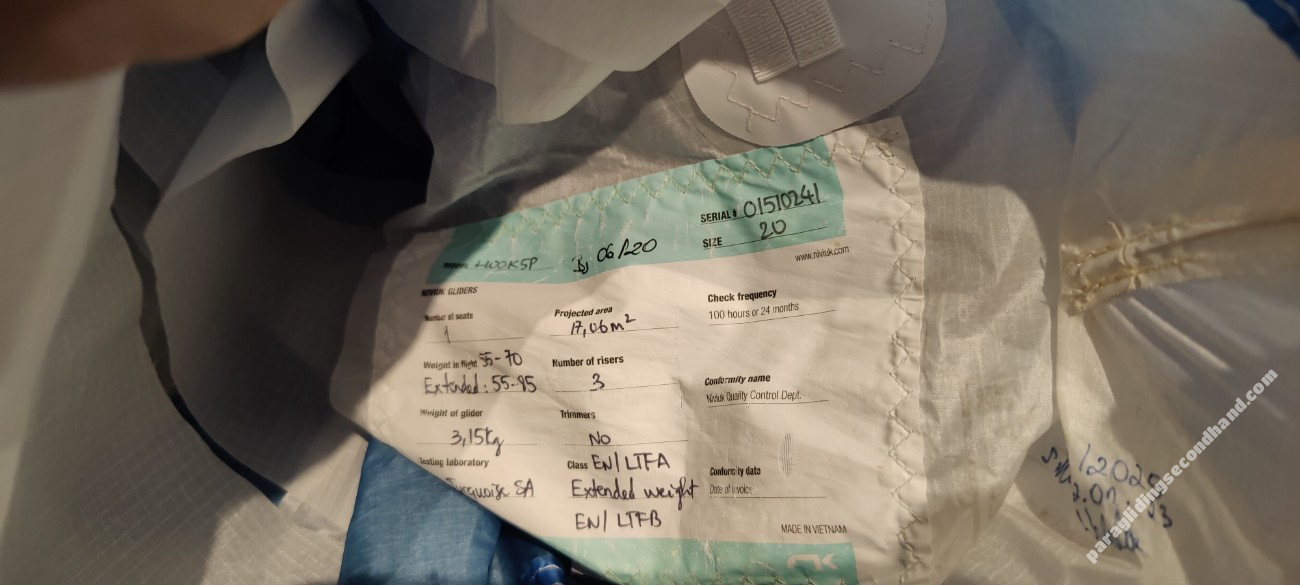 SERIAL# 01510241
SIZE 20
HOOK5P
06/20
www.niviuk.com
NIVIUK GLIDERS
Number of seats
1
Weight in flight 55-70
Extended: 55-85
Weight of glider
3,15kg
Testing laboratory
Turquoise SA
Projected area
17,06m²
Number of risers
3
Trimmers
No
Class EN/LTFA
Extended weight
EN/LTFB
Check frequency
100 hours or 24 months
Conformity name
Niviuk Quality Control Dept.
Conformity data
Date of invoice
MADE IN VIETNAM
paraglidingsecondhand.com